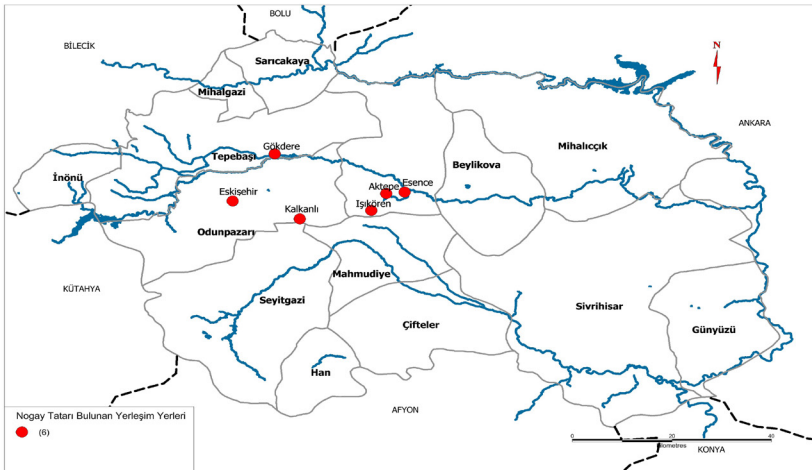 BOLU
BİLECİK
Sarıcakaya
N
Mihalgazi
ANKARA
Gökdere
Mihalıççık
Tepebaşı
Beylikova
İnönü
Aktepe
Esence
Eskişehir
Işıkören
Kalkanlı
Odunpazarı
Mahmudiye
KÜTAHYA
Seyitgazi
Sivrihisar
Çifteler
Günyüzü
Han
AFYON
Nogay Tatarı Bulunan Yerleşim Yerleri
(6)
0 20 40
kilometres
KONYA